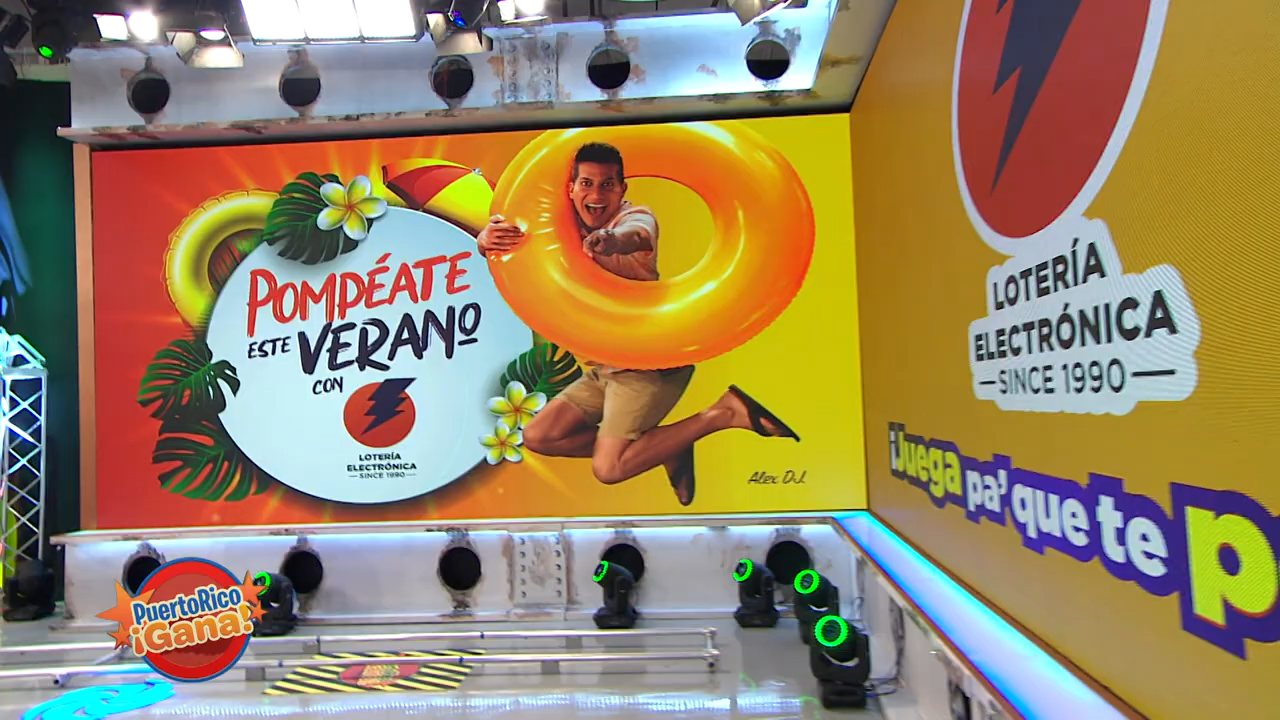 POMPÉATE
ESTE VERANO
CON
LOTERÍA
ELECTRÓNICA
SINCE 1990
Alex DJ.
LOTERÍA
ELECTRÓNICA
SINCE 1990
¡Juega pa' que te p
PuertoRico
¡Gana!